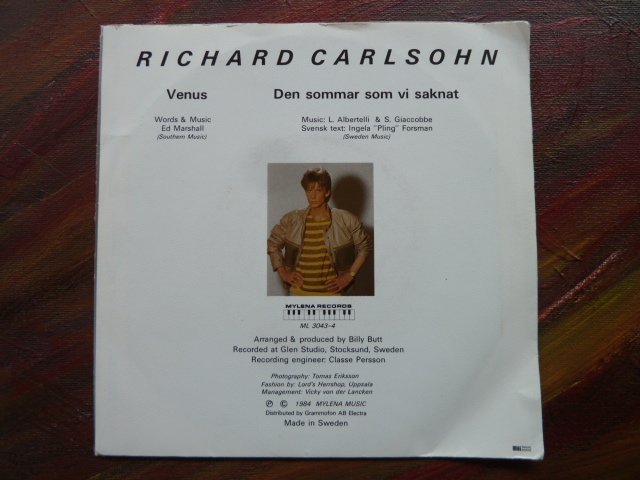 RICHARD CARLSOHN
Venus
Words & Music
Ed Marshall
(Southern Music)
Den sommar som vi saknat
Music: L. Albertelli & S. Giaccobbe
Svensk text: Ingela "Pling" Forsman
(Sweden Music)
MYLENA RECORDS
ML 3043-4
Arranged & produced by Billy Butt
Recorded at Glen Studio, Stocksund, Sweden
Recording engineer: Classe Persson
Photography: Tomas Eriksson
Fashion by: Lord's Herrshop, Uppsala
Management: Vicky von der Lancken
℗ © 1984 MYLENA MUSIC
Distributed by Grammofon AB Electra
Made in Sweden